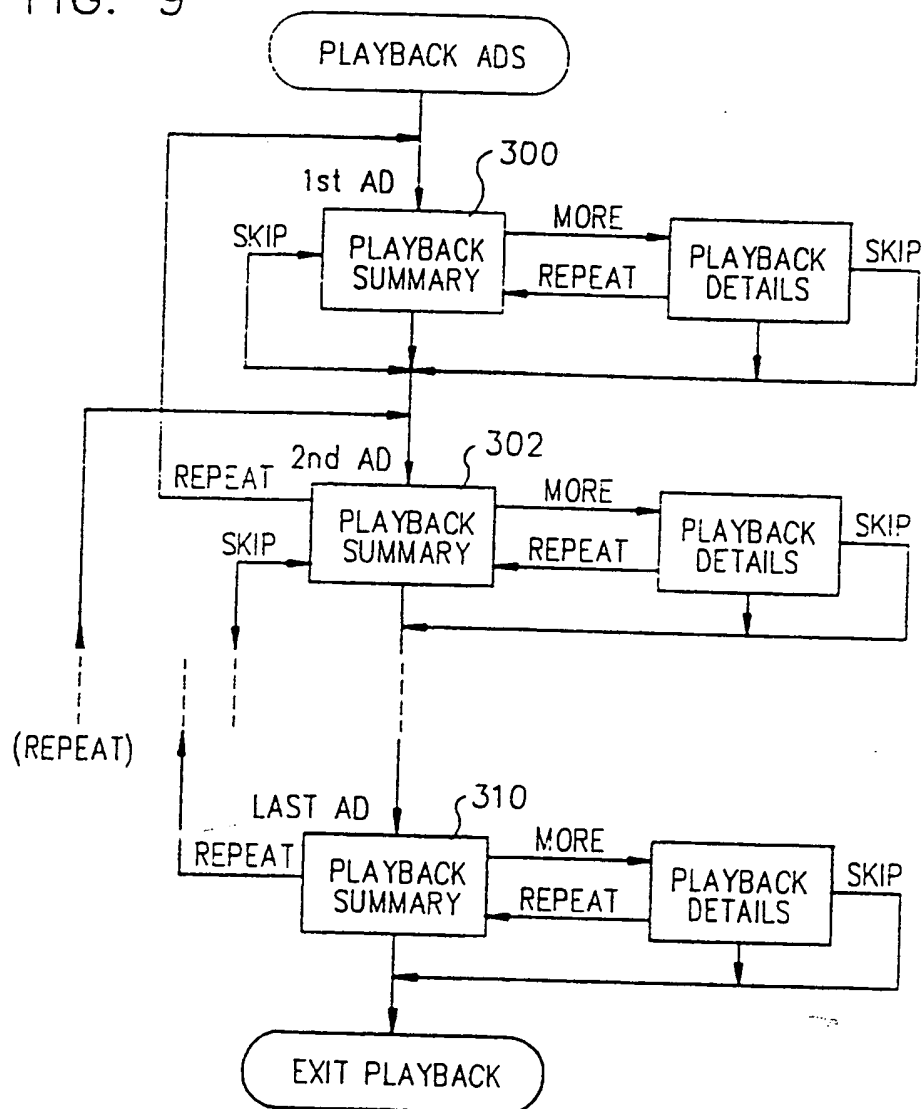 FIG. 9
PLAYBACK ADS
300
1st AD
SKIP
PLAYBACK
SUMMARY
MORE
REPEAT
PLAYBACK
DETAILS
SKIP
302
2nd AD
REPEAT
SKIP
PLAYBACK
SUMMARY
MORE
REPEAT
PLAYBACK
DETAILS
SKIP
(REPEAT)
310
LAST AD
REPEAT
PLAYBACK
SUMMARY
MORE
REPEAT
PLAYBACK
DETAILS
SKIP
EXIT PLAYBACK